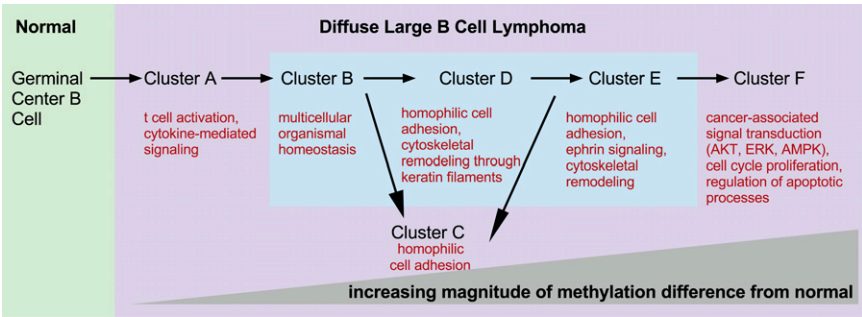 Normal
Diffuse Large B Cell Lymphoma
Germinal
Center B
Cell
Cluster A
Cluster B
Cluster D
Cluster E
Cluster F
t cell activation,
cytokine-mediated
signaling
multicellular
organismal
homeostasis
homophilic cell
adhesion,
cytoskeletal
remodeling through
keratin filaments
homophilic cell
adhesion,
ephrin signaling,
cytoskeletal
remodeling
cancer-associated
signal transduction
(AKT, ERK, AMPK),
cell cycle proliferation,
regulation of apoptotic
processes
Cluster C
homophilic
cell adhesion
increasing magnitude of methylation difference from normal